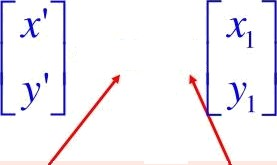 x' x₁
y' y₁